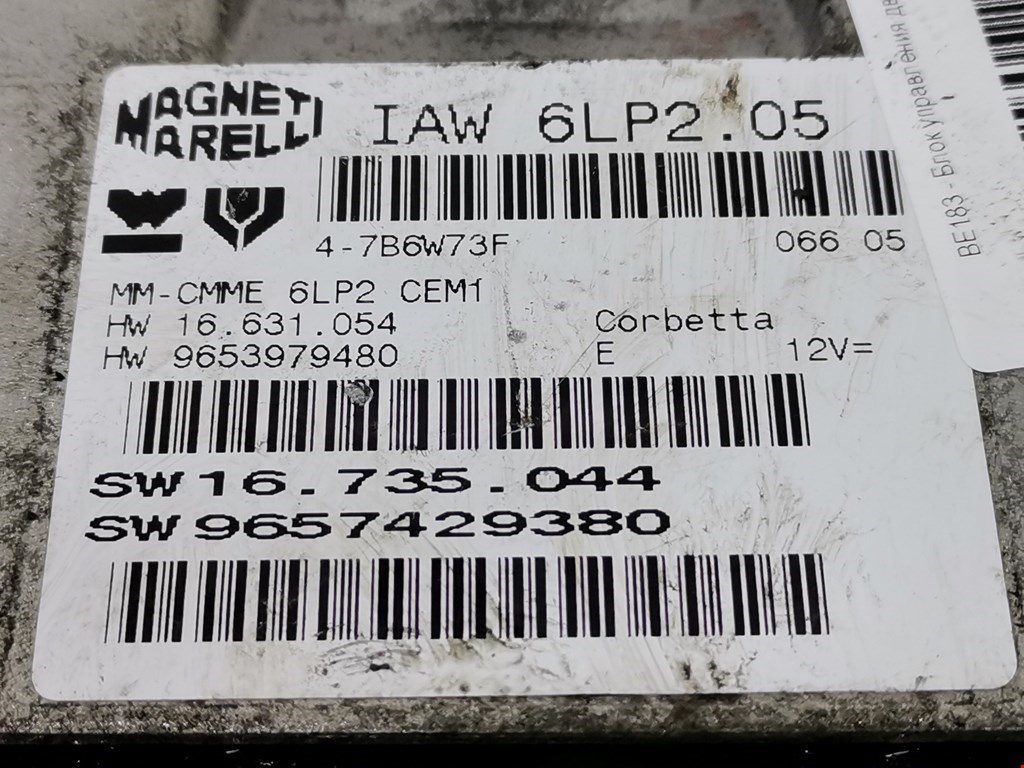 MAGNETI
MARELLI
IAW 6LP2.05
4-7B6W73F 066 05
MM-CMME 6LP2 CEM1
HW 16.631.054
HW 9653979480
Corbetta
E 12V=
SW 16.735.044
SW 9657429380
BE183 - Блок управления